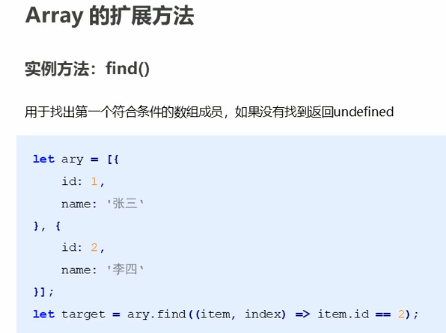 Array 的扩展方法
实例方法：find()
用于找出第一个符合条件的数组成员，如果没有找到返回undefined
let ary = [{
id: 1,
name: '张三‘
}, {
id: 2,
name: '李四‘
}];
let target = ary.find((item, index) => item.id == 2);